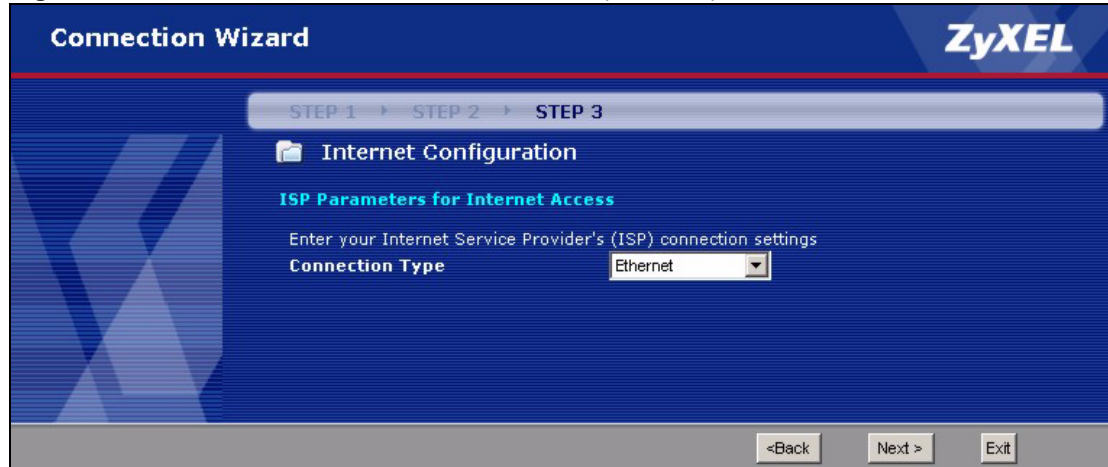 Connection Wizard
ZyXEL
STEP 1 STEP 2 STEP 3
Internet Configuration
ISP Parameters for Internet Access
Enter your Internet Service Provider's (ISP) connection settings
Connection Type Ethernet
<Back Next > Exit